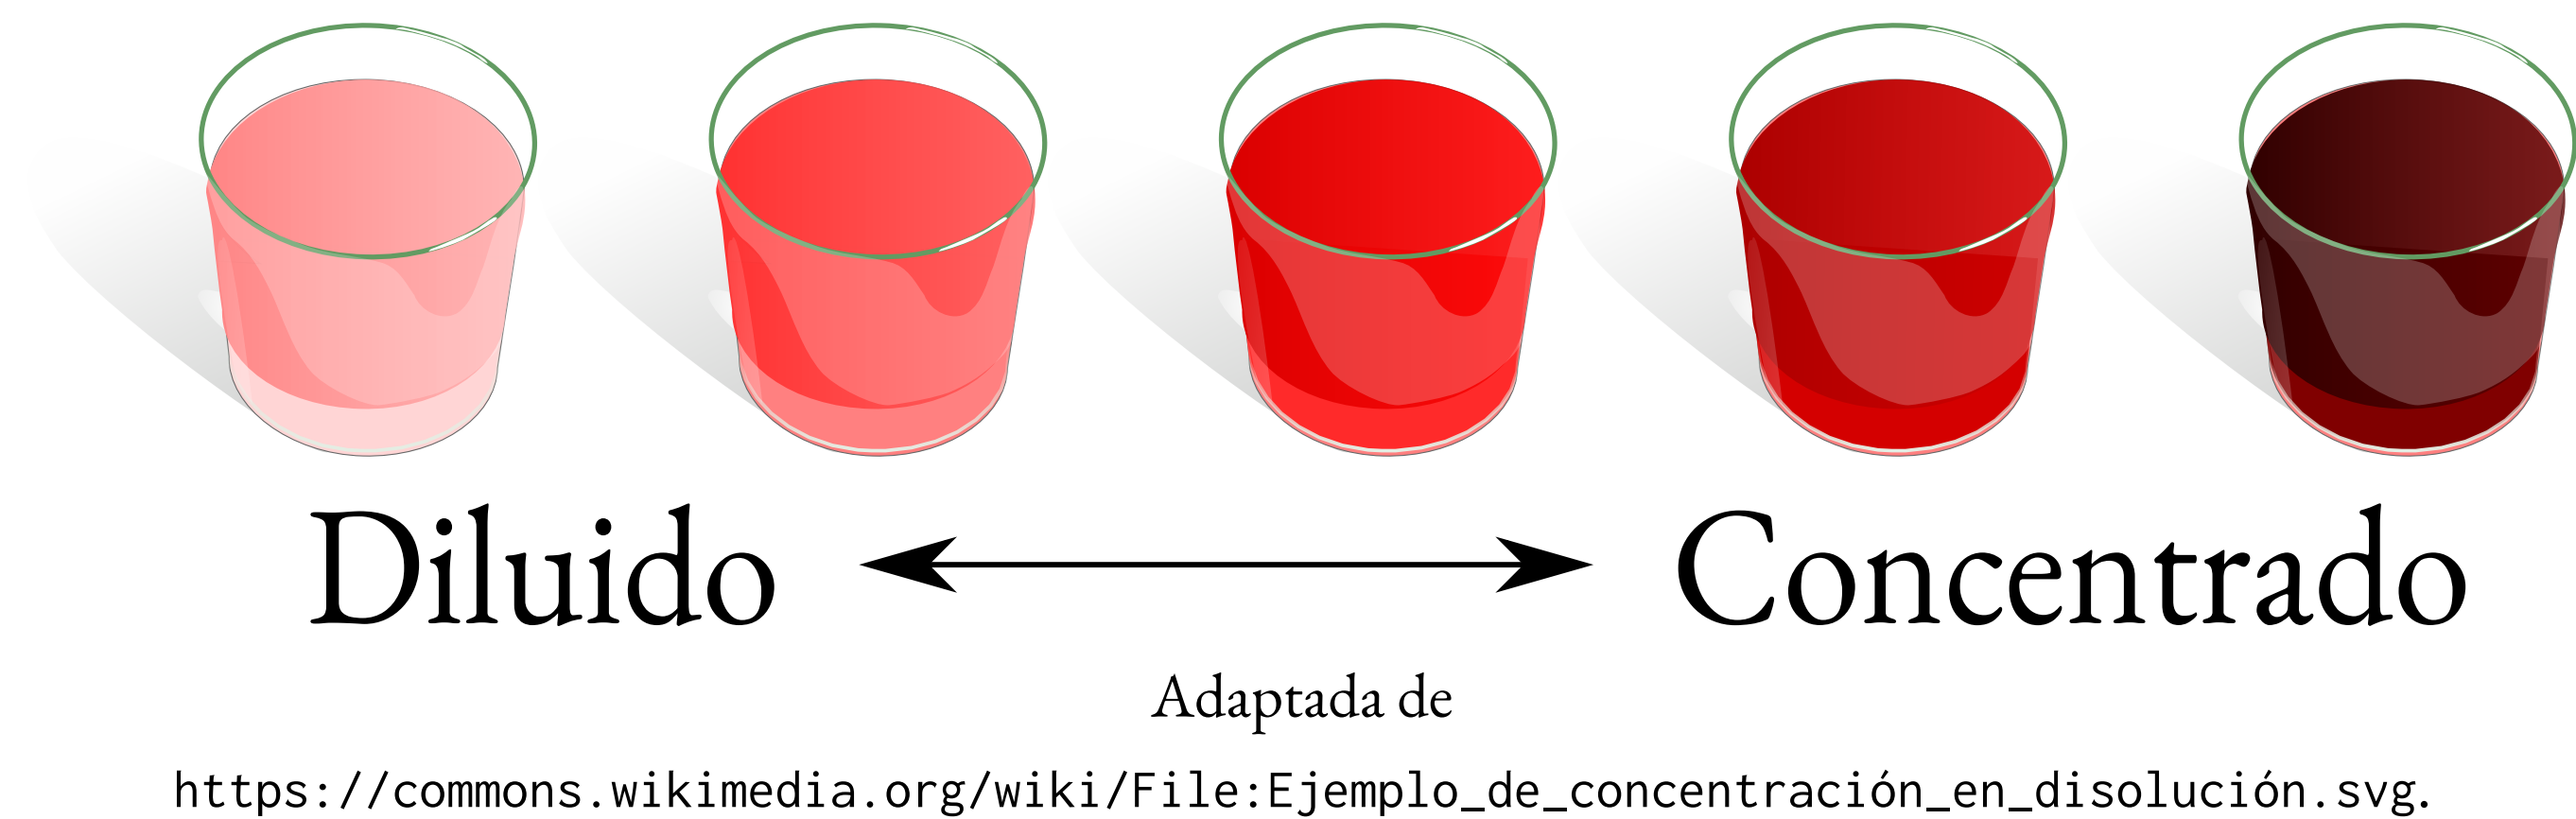 Diluido Concentrado
Adaptada de
https://commons.wikimedia.org/wiki/File:Ejemplo_de_concentración_en_disolución.svg.